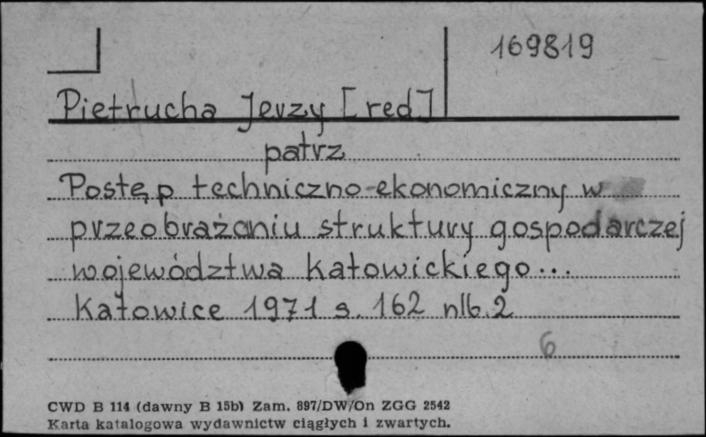 169819
Pietrucha Jerzy [red]
patrz
Postęp techniczno-ekonomiczny w
przeobrażaniu struktury gospodarczej
województwa katowickiego...
Katowice 1971 s. 162 nlb. 2
6
CWD B 114 (dawny B 15b) Zam. 897/DW/On ZGG 2542
Karta katalogowa wydawnictw ciągłych i zwartych.